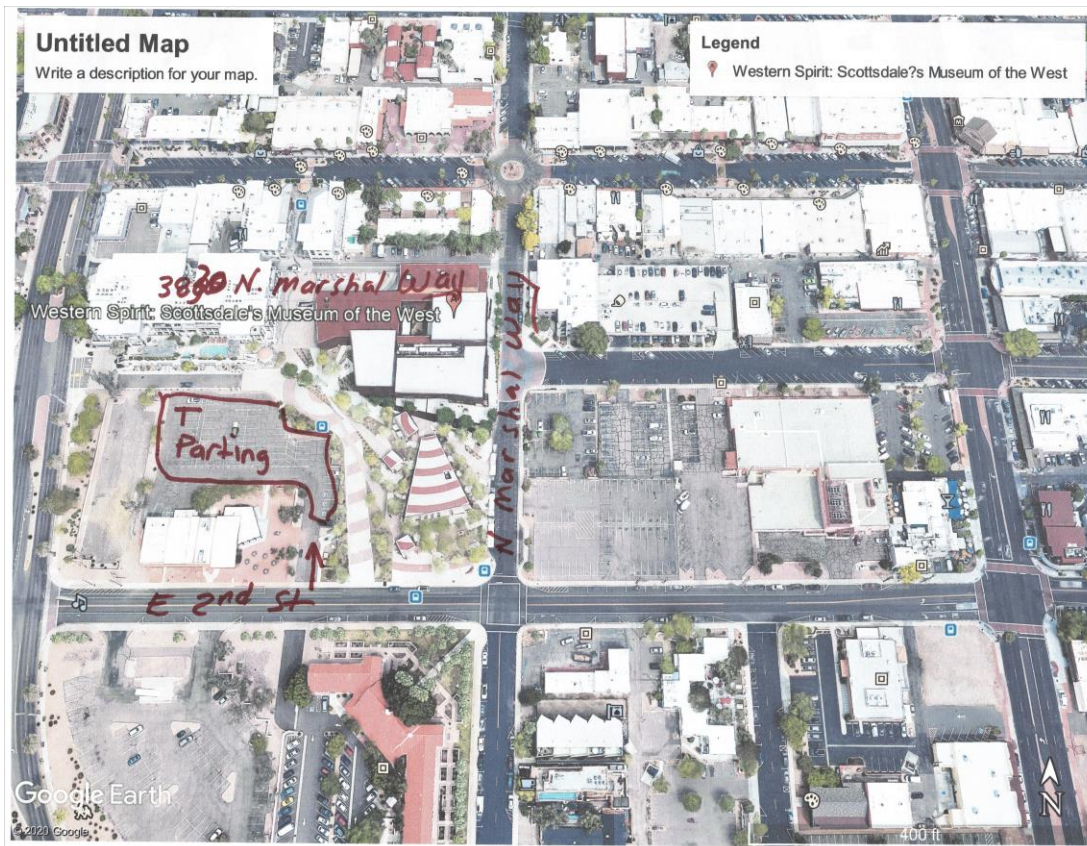 Untitled Map
Write a description for your map.
Legend
Western Spirit: Scottsdale?s Museum of the West
3830 N. marshal Way
Western Spirit: Scottsdale's Museum of the West
N marshal Way
T
Parting
E 2nd St
Google Earth
© 2020 Google
400 ft
N